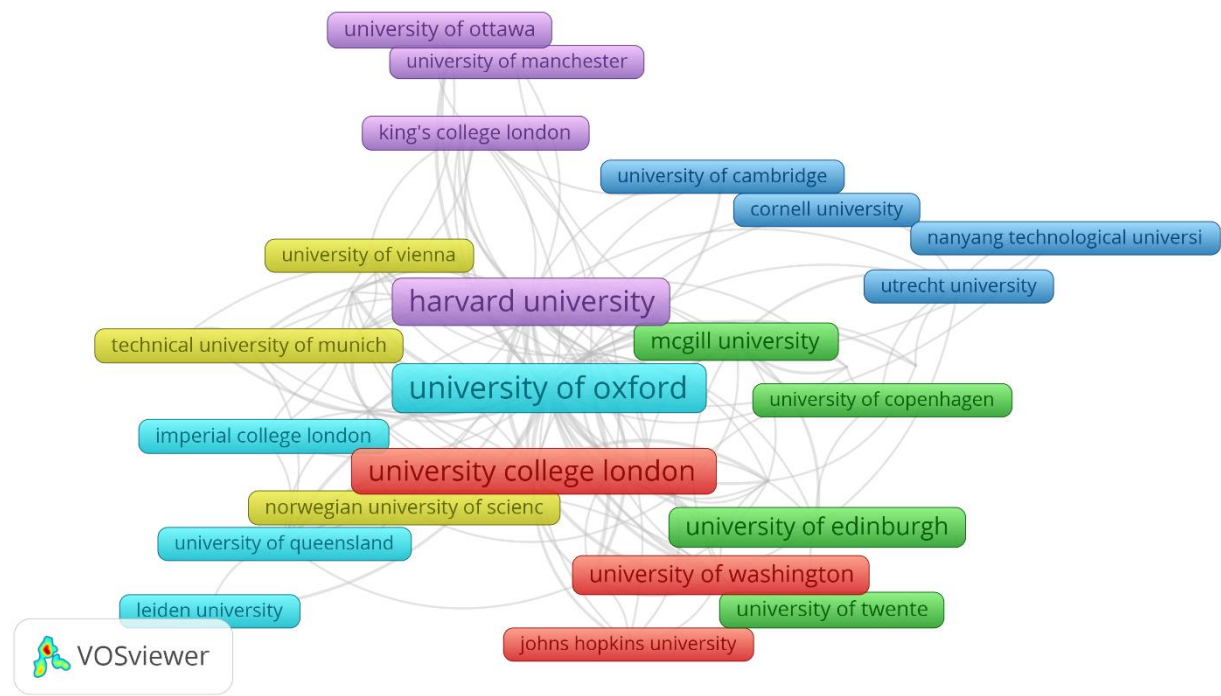 university of ottawa
university of manchester
king's college london
university of cambridge
cornell university
nanyang technological universi
university of vienna
utrecht university
harvard university
mcgill university
technical university of munich
university of oxford
university of copenhagen
imperial college london
university college london
norwegian university of scienc
university of edinburgh
university of queensland
university of washington
leiden university
university of twente
johns hopkins university
VOSviewer